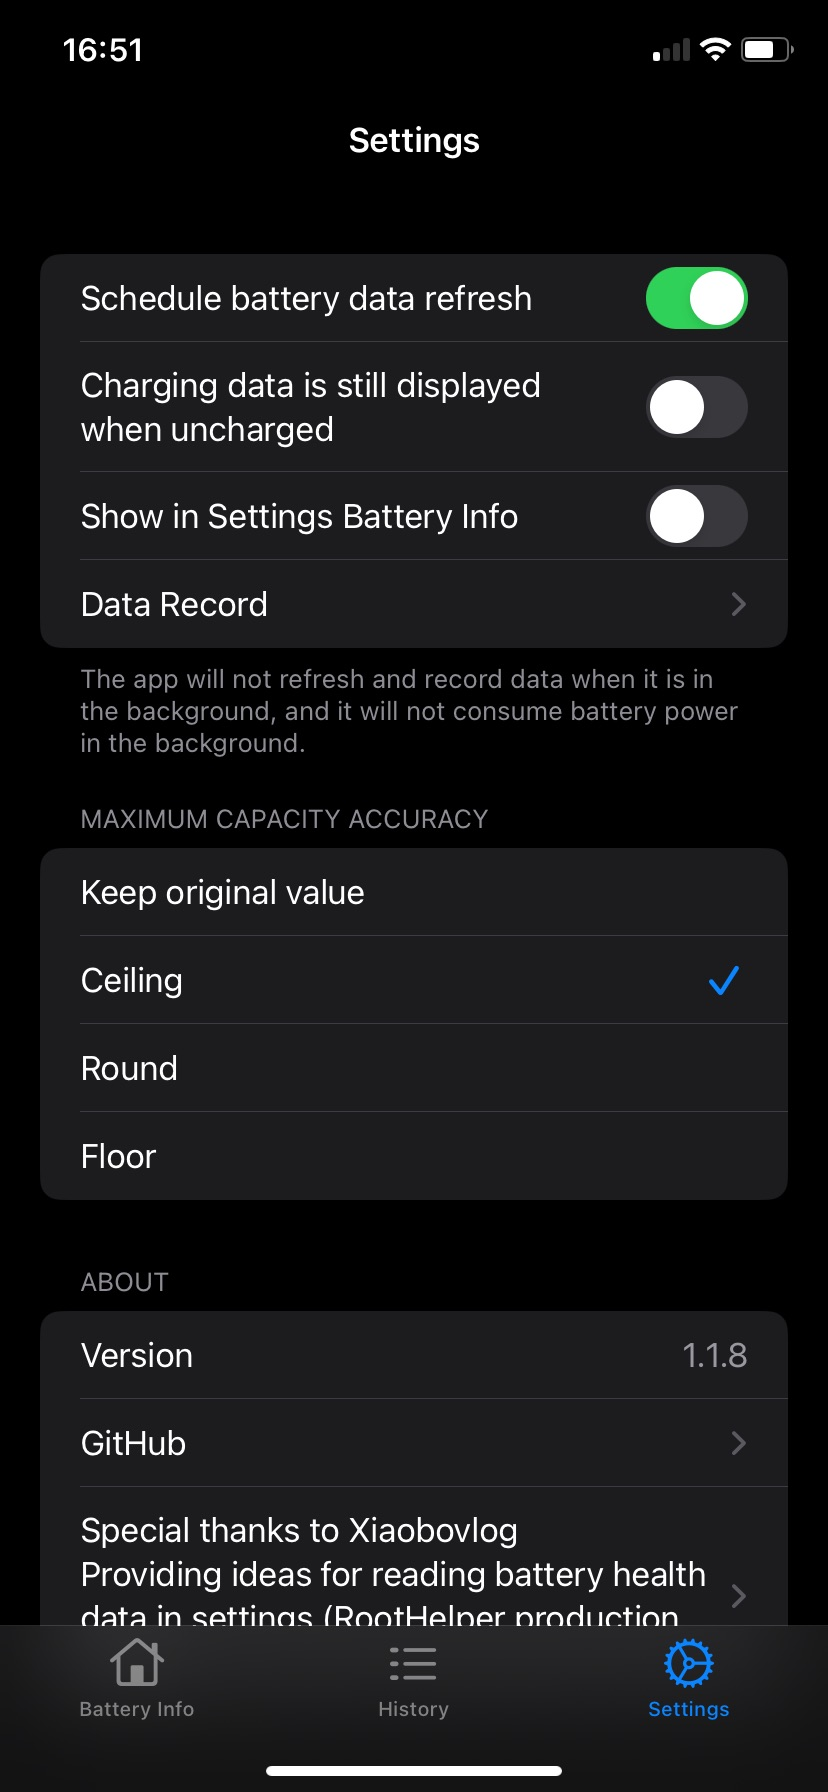 16:51
Settings
Schedule battery data refresh
Charging data is still displayed
when uncharged
Show in Settings Battery Info
Data Record
The app will not refresh and record data when it is in
the background, and it will not consume battery power
in the background.
MAXIMUM CAPACITY ACCURACY
Keep original value
Ceiling
Round
Floor
ABOUT
Version 1.1.8
GitHub
Special thanks to Xiaobovlog
Providing ideas for reading battery health
data in settings (RootHelper production
Battery Info History Settings